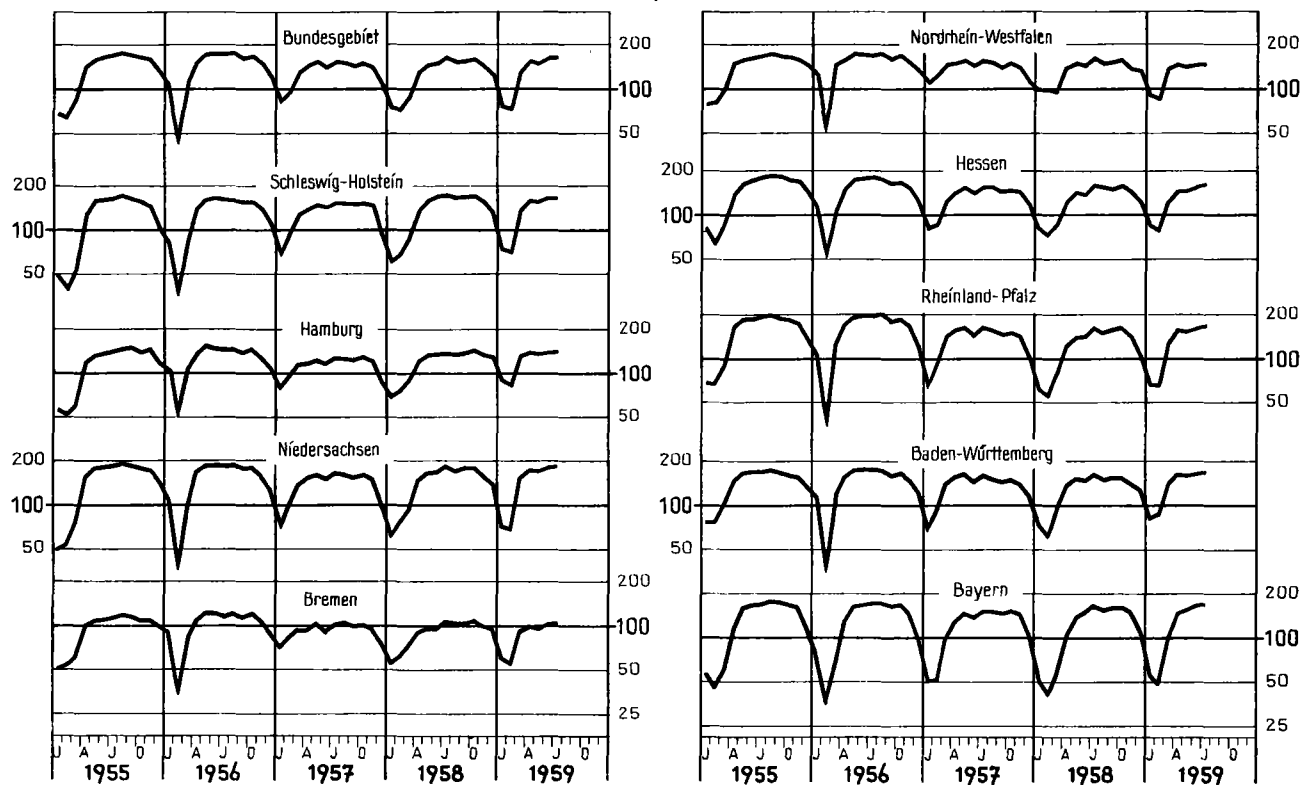 200
Bundesgebiet
100
50
Schleswig-Holstein
200
100
50
Hamburg
200
100
50
Niedersachsen
200
100
50
Bremen
200
100
50
25
J A J O
1955 1956 1957 1958 1959
Nordrhein-Westfalen
200
100
50
Hessen
200
100
50
Rheinland-Pfalz
200
100
50
Baden-Württemberg
200
100
50
Bayern
200
100
50
25
J A J O J A J O J A J O J A J O J A J O
1955 1956 1957 1958 1959